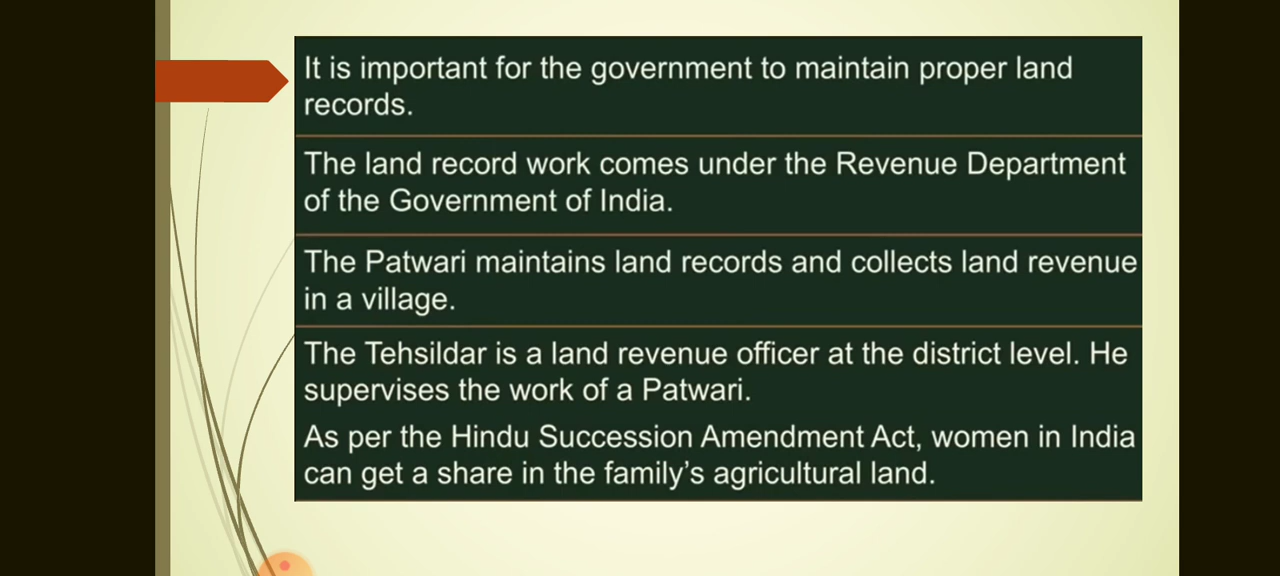 It is important for the government to maintain proper land
records.
The land record work comes under the Revenue Department
of the Government of India.
The Patwari maintains land records and collects land revenue
in a village.
The Tehsildar is a land revenue officer at the district level. He
supervises the work of a Patwari.
As per the Hindu Succession Amendment Act, women in India
can get a share in the family’s agricultural land.